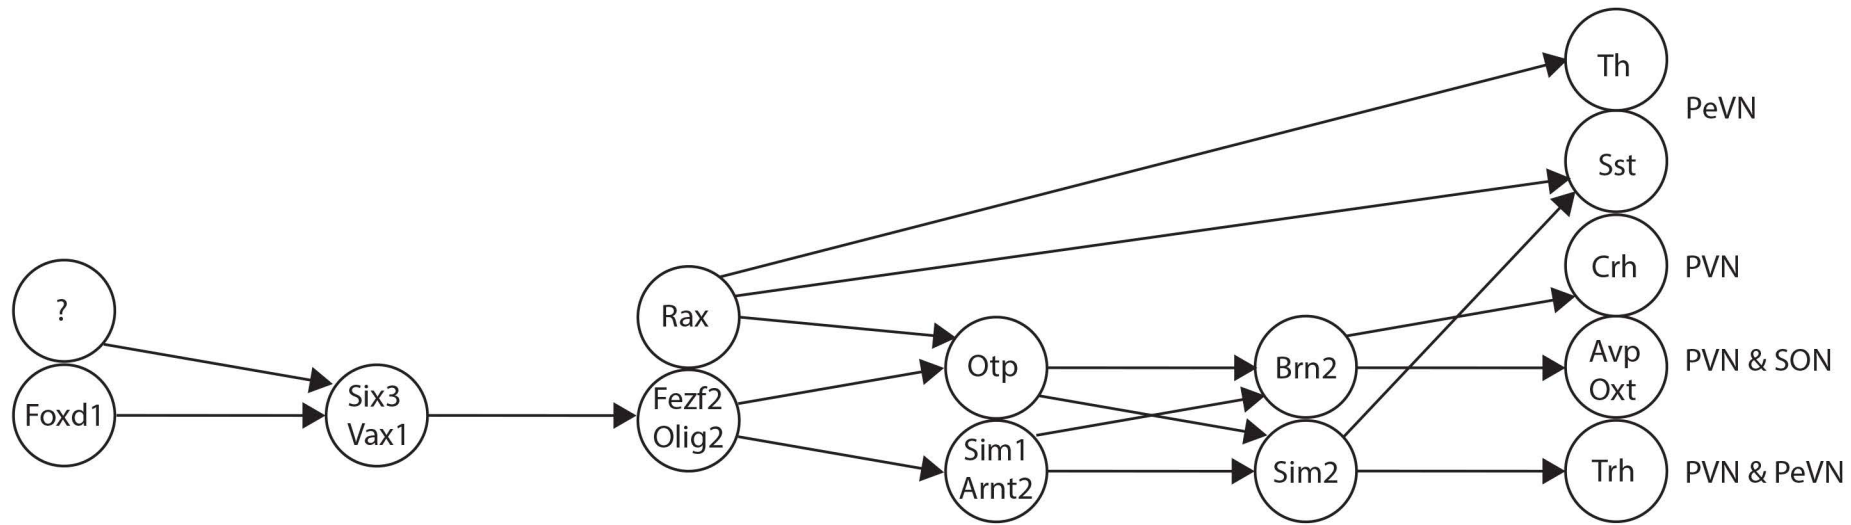 Th
PeVN
Sst
Crh
PVN
?
Rax
Otp
Brn2
Avp
Oxt
PVN & SON
Foxd1
Six3
Vax1
Fezf2
Olig2
Sim1
Arnt2
Sim2
Trh
PVN & PeVN